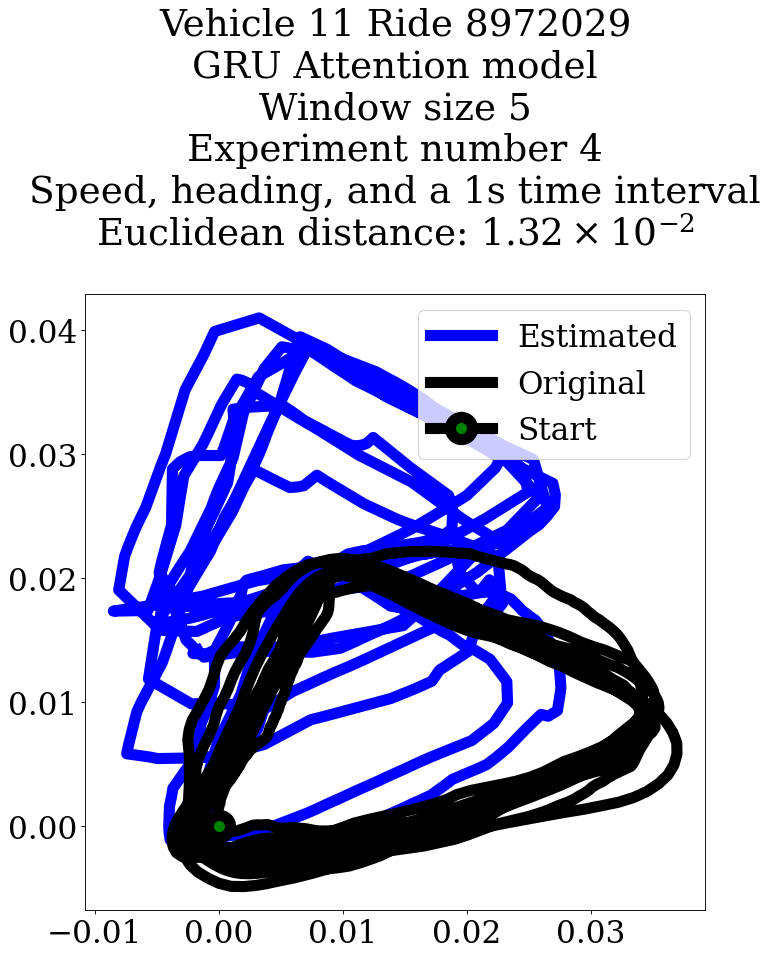 Vehicle 11 Ride 8972029
GRU Attention model
Window size 5
Experiment number 4
Speed, heading, and a 1s time interval
Euclidean distance: 1.32 × 10⁻²
Estimated
Original
Start
0.04
0.03
0.02
0.01
0.00
−0.01 0.00 0.01 0.02 0.03